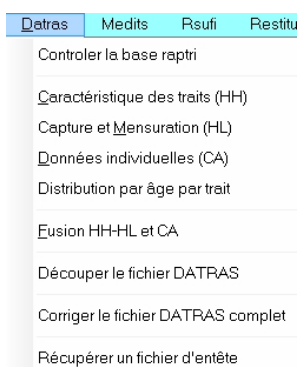 Datras Medits Rsufi Restitu
Controler la base raptri
Caractéristique des traits (HH)
Capture et Mensuration (HL)
Données individuelles (CA)
Distribution par âge par trait
Fusion HH-HL et CA
Découper le fichier DATRAS
Corriger le fichier DATRAS complet
Récupérer un fichier d'entête